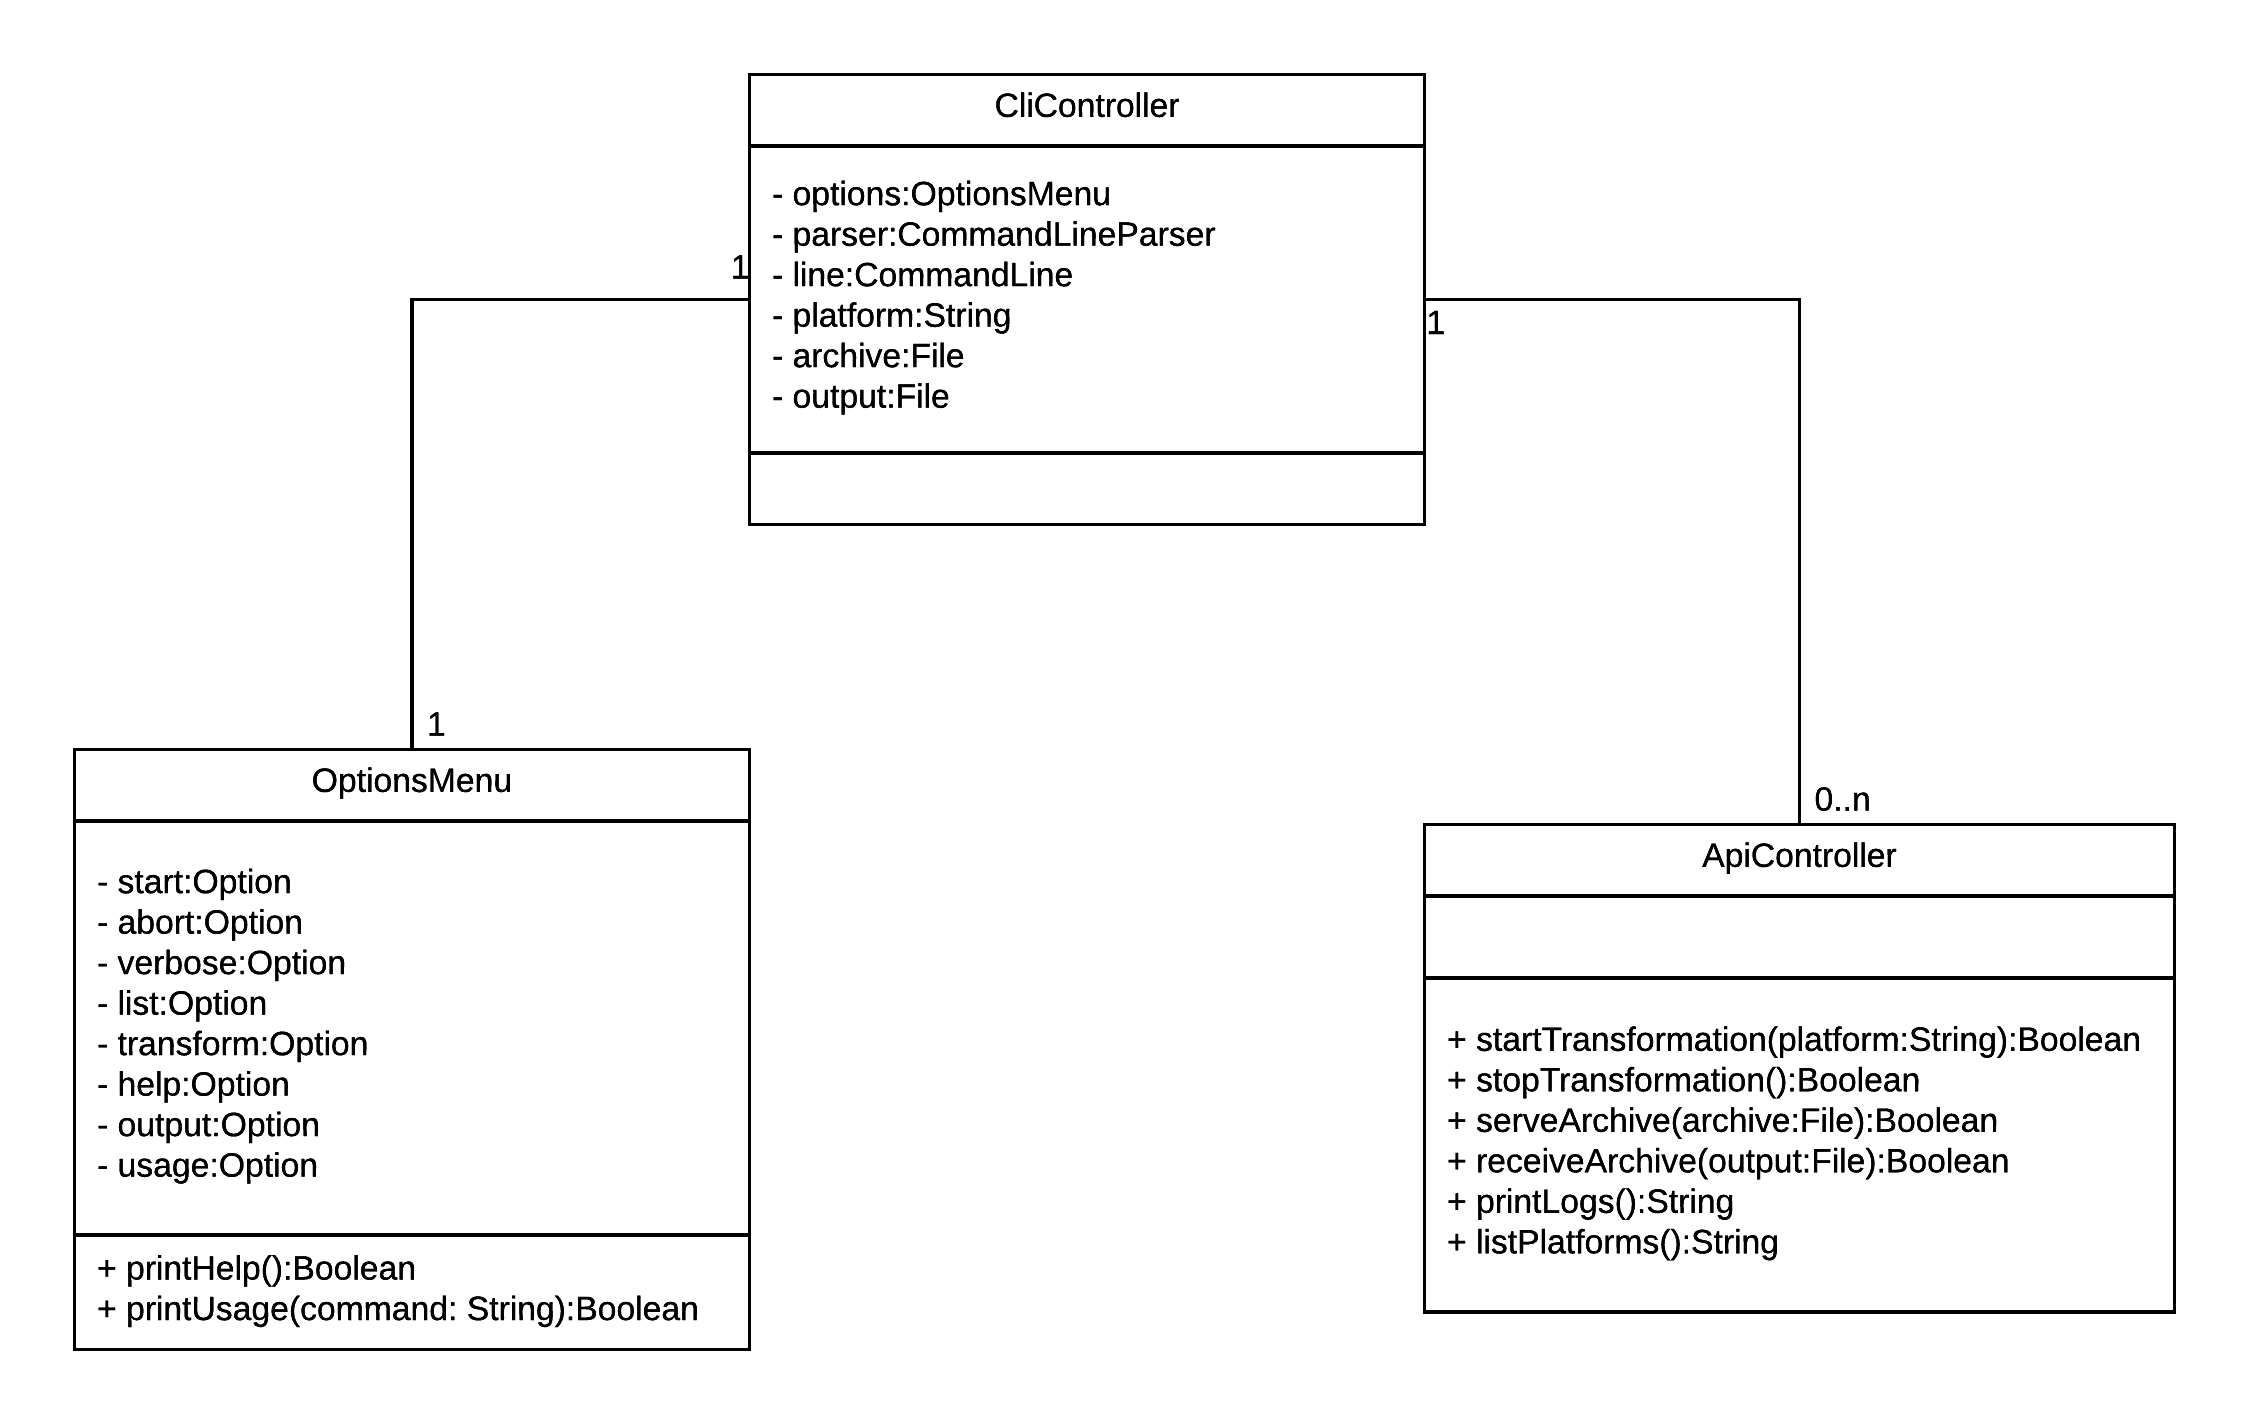 CliController
- options:OptionsMenu
- parser:CommandLineParser
- line:CommandLine
- platform:String
- archive:File
- output:File
1
1
1
0..n
OptionsMenu
- start:Option
- abort:Option
- verbose:Option
- list:Option
- transform:Option
- help:Option
- output:Option
- usage:Option
+ printHelp():Boolean
+ printUsage(command: String):Boolean
ApiController
+ startTransformation(platform:String):Boolean
+ stopTransformation():Boolean
+ serveArchive(archive:File):Boolean
+ receiveArchive(output:File):Boolean
+ printLogs():String
+ listPlatforms():String